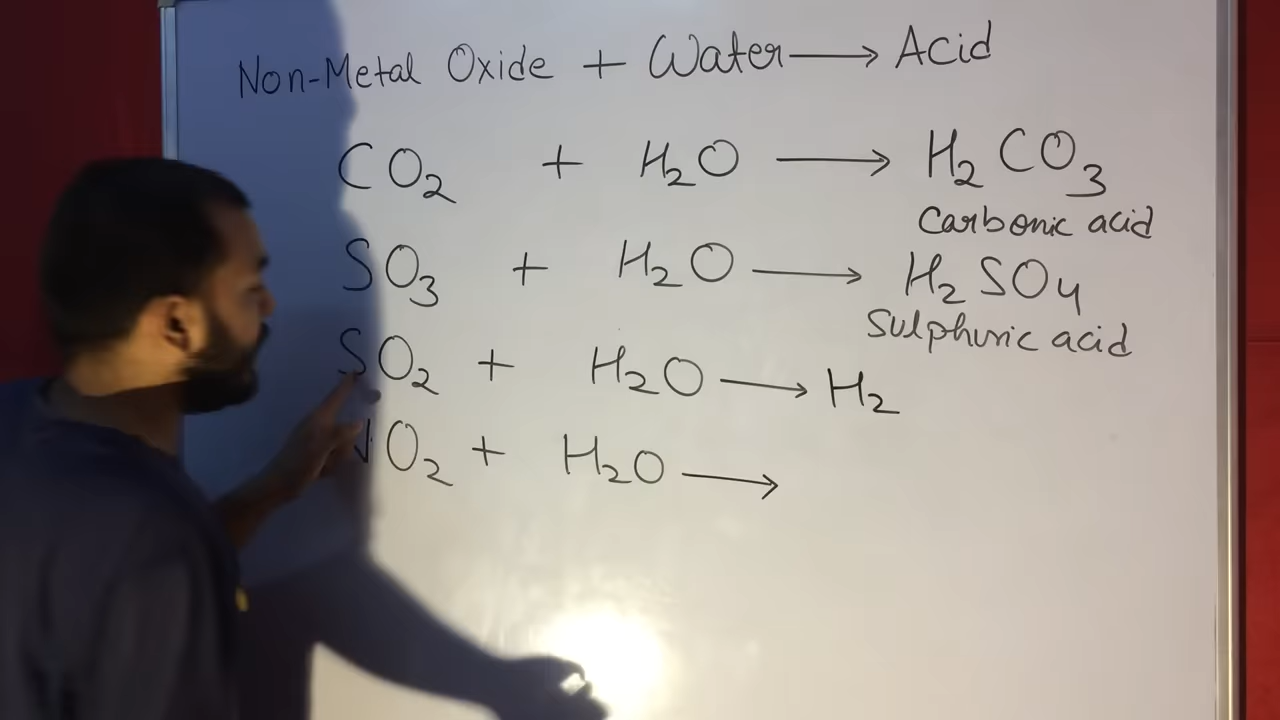 Non-Metal Oxide + Water → Acid
CO₂ + H₂O → H₂CO₃
Carbonic acid
SO₃ + H₂O → H₂SO₄
Sulphuric acid
SO₂ + H₂O → H₂
NO₂ + H₂O →